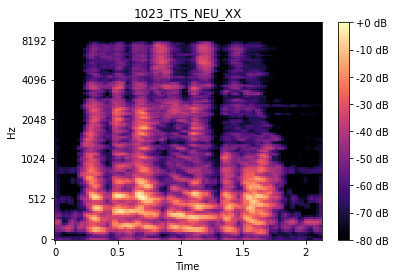 1023_ITS_NEU_XX
+0 dB
8192
-10 dB
4096
-20 dB
-30 dB
2048
Hz
-40 dB
1024
-50 dB
512
-60 dB
-70 dB
0
-80 dB
0
0.5
1
1.5
2
Time